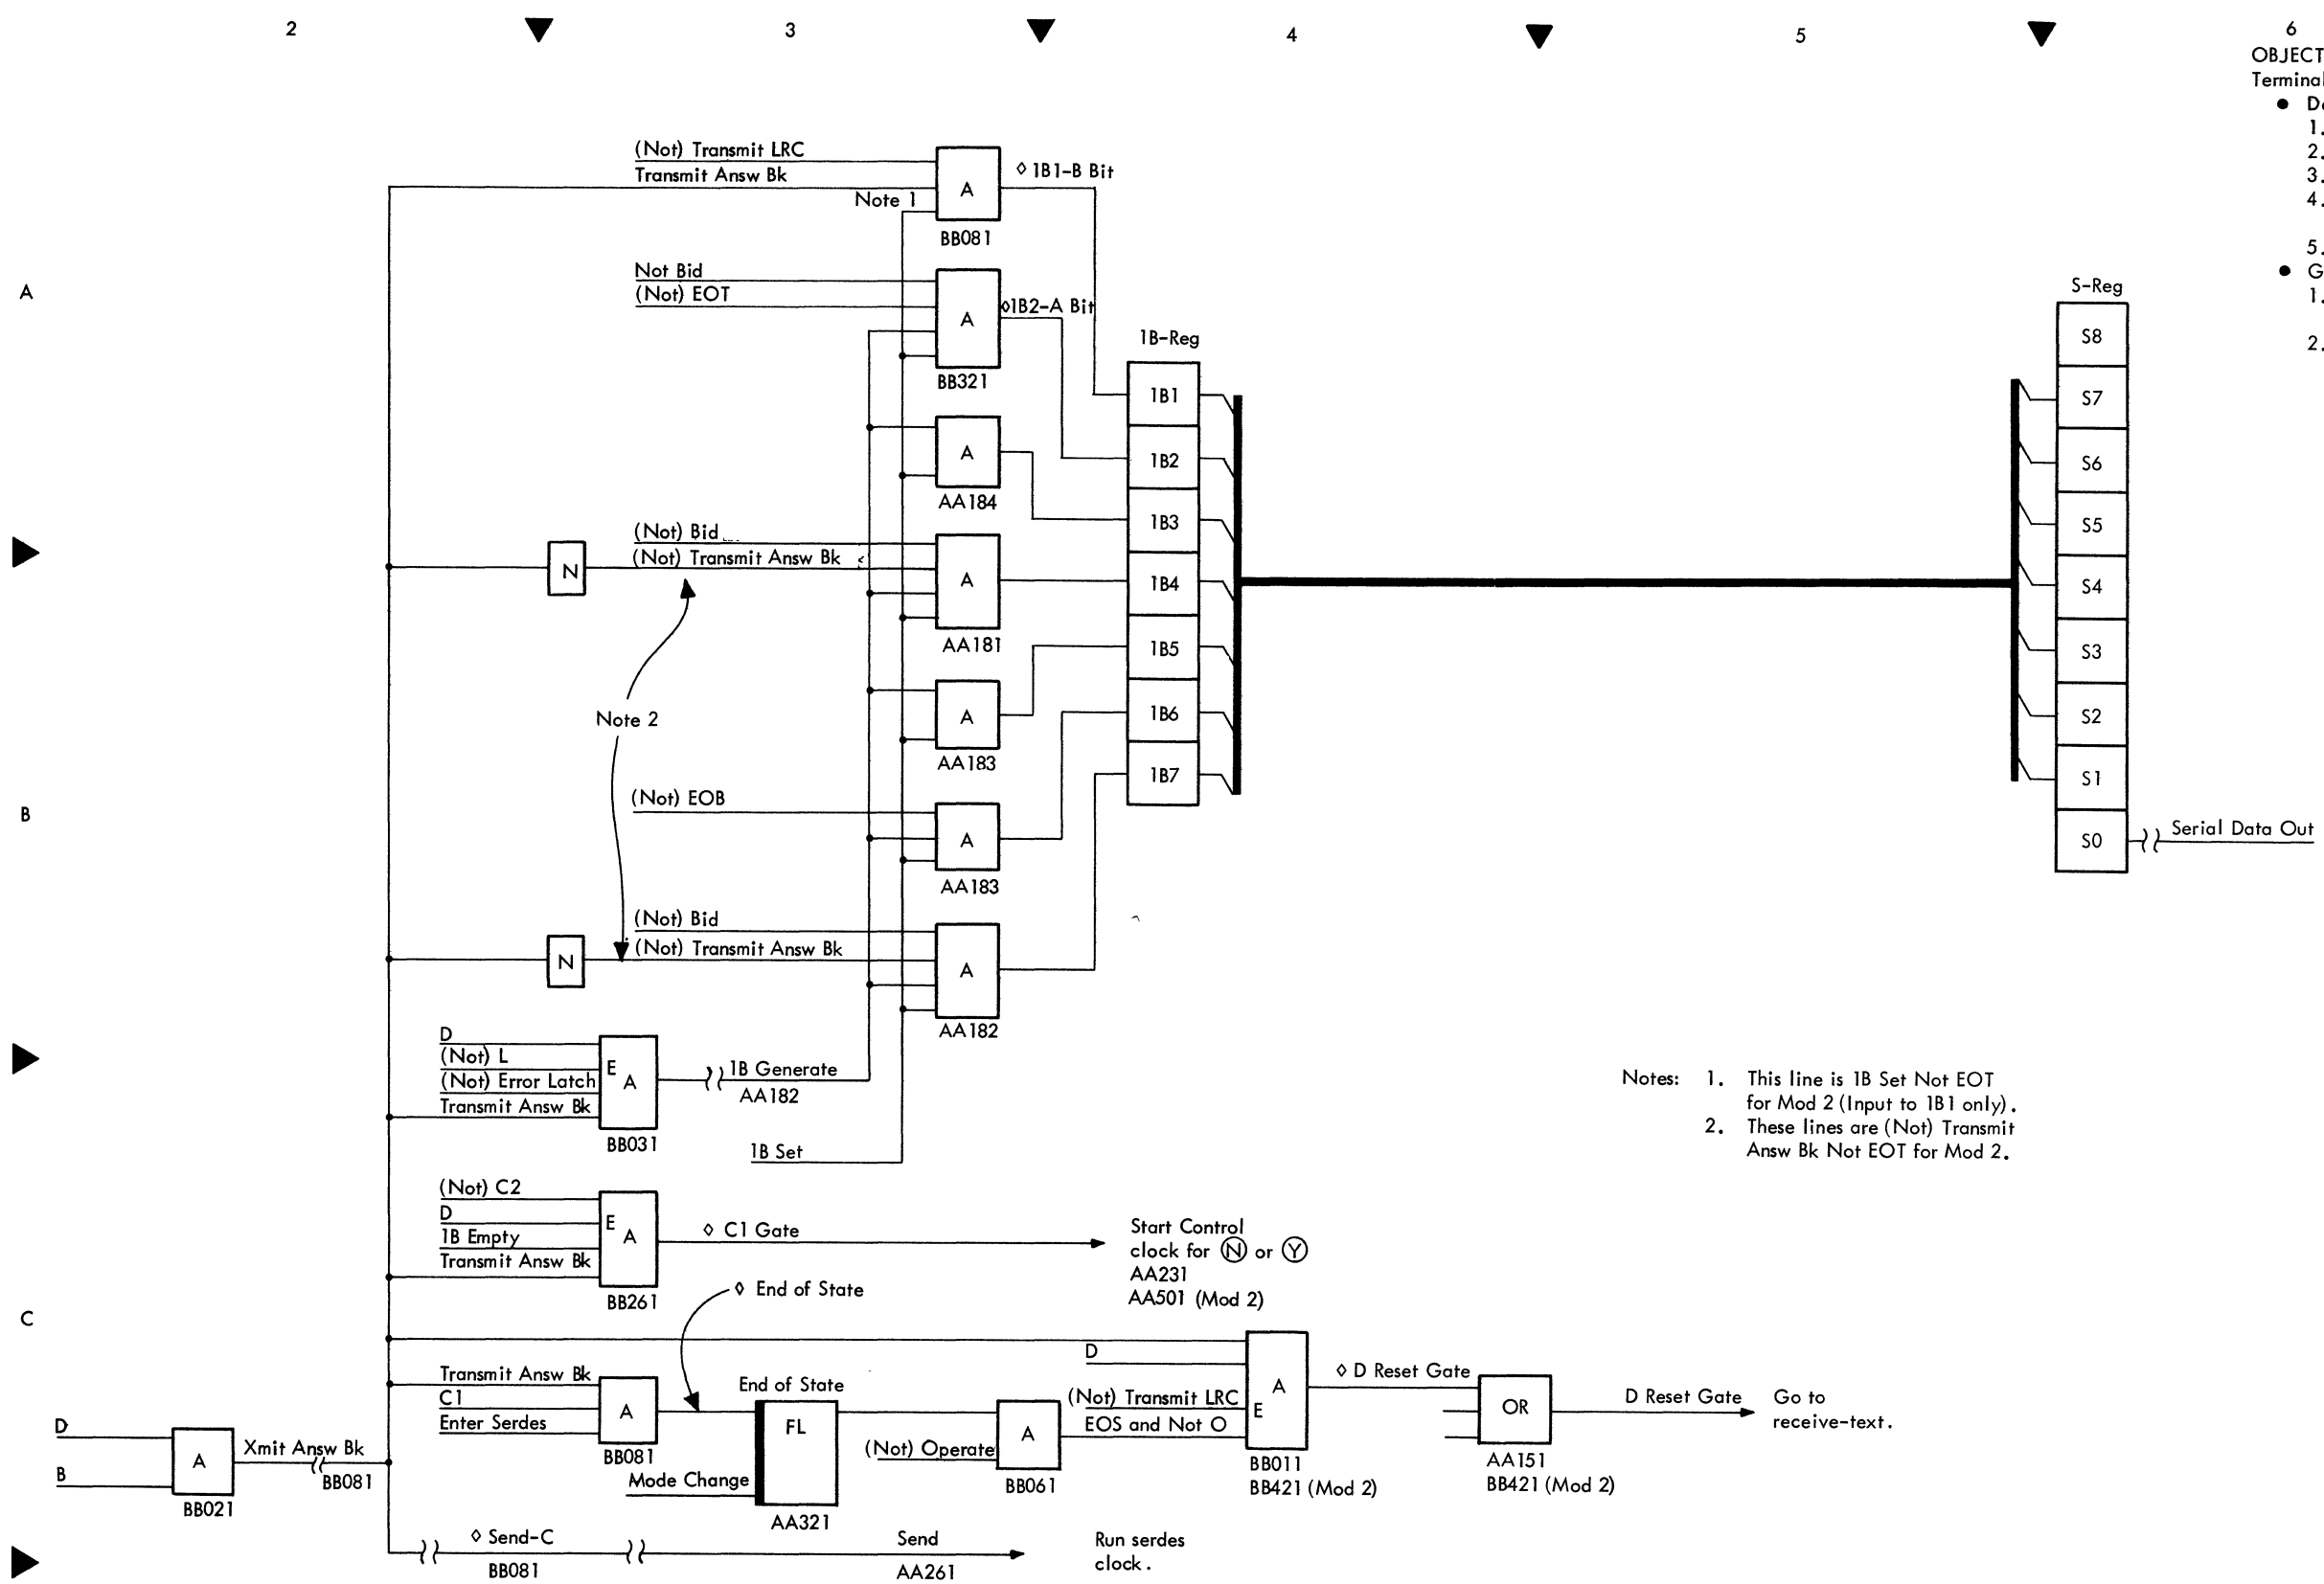 2 3 4 5 6
OBJECT
Terminal
1.
2.
3.
4.
5.
G
1.
2.
(Not) Transmit LRC
Transmit Answ Bk
Note 1
A
◊ 1B1-B Bit
BB081
A
Not Bid
(Not) EOT
A
◊1B2-A Bit
BB321
1B-Reg
1B1
1B2
1B3
1B4
1B5
1B6
1B7
S-Reg
S8
S7
S6
S5
S4
S3
S2
S1
S0
Serial Data Out
A
AA184
N
(Not) Bid
(Not) Transmit Answ Bk
A
AA181
Note 2
A
AA183
B
(Not) EOB
A
AA183
N
(Not) Bid
(Not) Transmit Answ Bk
A
AA182
D
(Not) L
(Not) Error Latch
Transmit Answ Bk
E
A
BB031
1B Generate
AA182
1B Set
Notes: 1. This line is 1B Set Not EOT
for Mod 2 (Input to 1B1 only).
2. These lines are (Not) Transmit
Answ Bk Not EOT for Mod 2.
(Not) C2
D
1B Empty
Transmit Answ Bk
E
A
BB261
◊ C1 Gate
Start Control
clock for N or Y
AA231
AA501 (Mod 2)
C
◊ End of State
Transmit Answ Bk
C1
Enter Serdes
A
BB081
End of State
Mode Change
FL
AA321
(Not) Operate
A
BB061
D
(Not) Transmit LRC
EOS and Not O
A
E
BB011
BB421 (Mod 2)
◊ D Reset Gate
OR
AA151
BB421 (Mod 2)
D Reset Gate
Go to
receive-text.
D
B
A
BB021
Xmit Answ Bk
BB081
◊ Send-C
BB081
Send
AA261
Run serdes
clock.